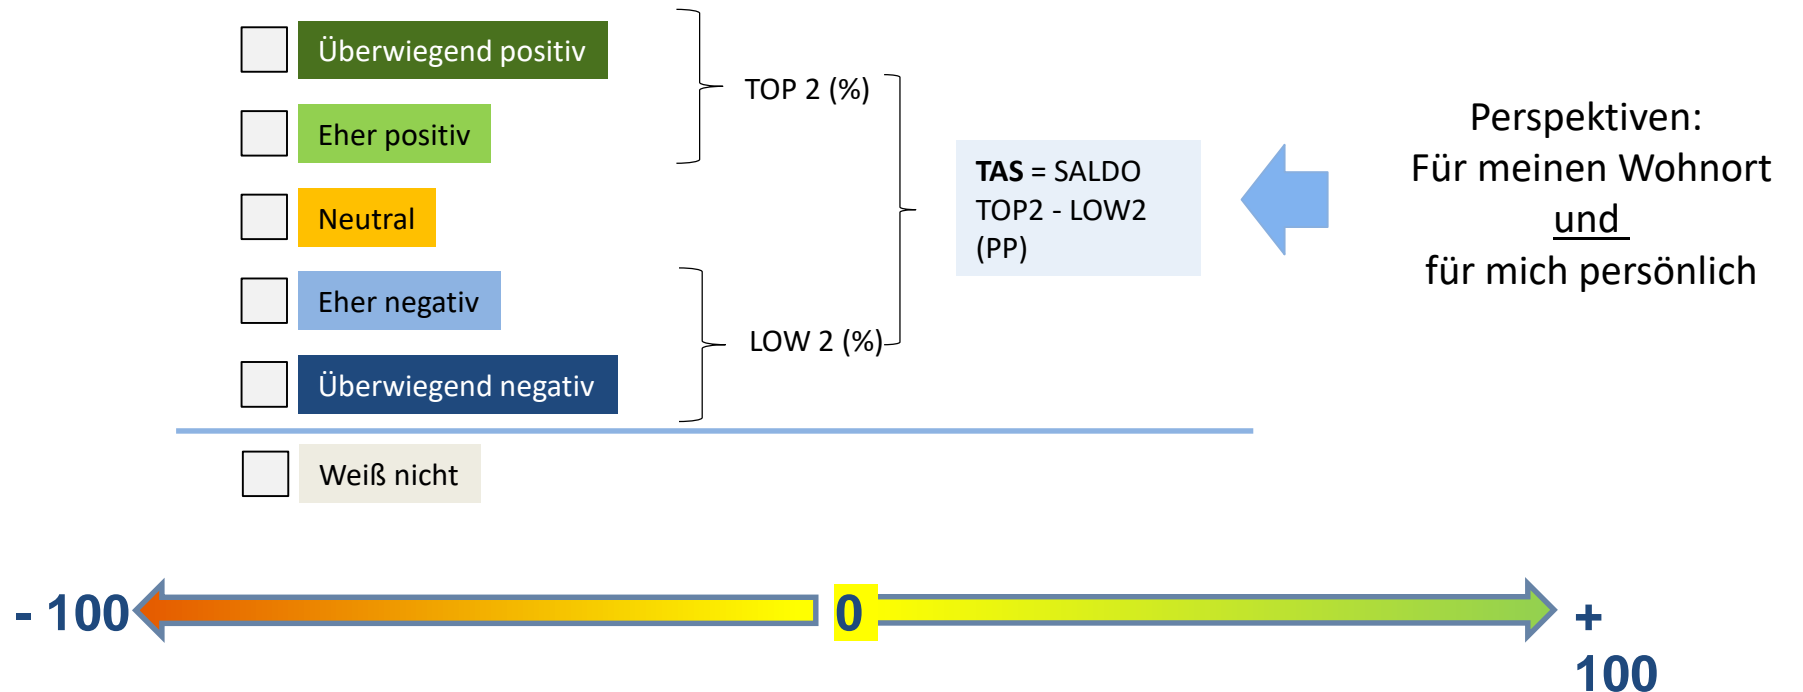 Überwiegend positiv
Eher positiv
Neutral
Eher negativ
Überwiegend negativ
Weiß nicht
TOP 2 (%)
LOW 2 (%)
TAS = SALDO
TOP2 - LOW2
(PP)
Perspektiven:
Für meinen Wohnort
und
für mich persönlich
- 100
0
+
100